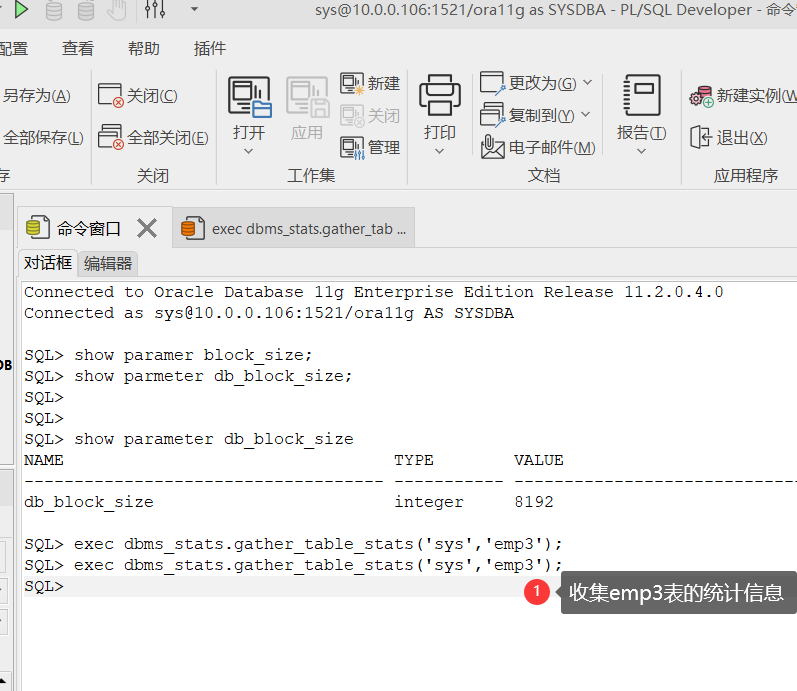 sys@10.0.0.106:1521/ora11g as SYSDBA - PL/SQL Developer - 命令
配置 查看 帮助 插件
另存为(A) 关闭(C) 新建 更改为(G) 新建实例(W
关闭 复制到(Y)
打开 应用 打印 报告(T)
全部保存(L) 全部关闭(E) 管理 电子邮件(M) 退出(X)
存 关闭 工作集 文档 应用程序
命令窗口 exec dbms_stats.gather_tab ...
对话框 编辑器
Connected to Oracle Database 11g Enterprise Edition Release 11.2.0.4.0
Connected as sys@10.0.0.106:1521/ora11g AS SYSDBA
SQL> show paramer block_size;
DB
SQL> show parmeter db_block_size;
SQL>
SQL>
SQL> show parameter db_block_size
NAME TYPE VALUE
------------------------------------ ----------- ------------------------------
db_block_size integer 8192
SQL> exec dbms_stats.gather_table_stats('sys','emp3');
SQL> exec dbms_stats.gather_table_stats('sys','emp3');
SQL>
1 收集emp3表的统计信息